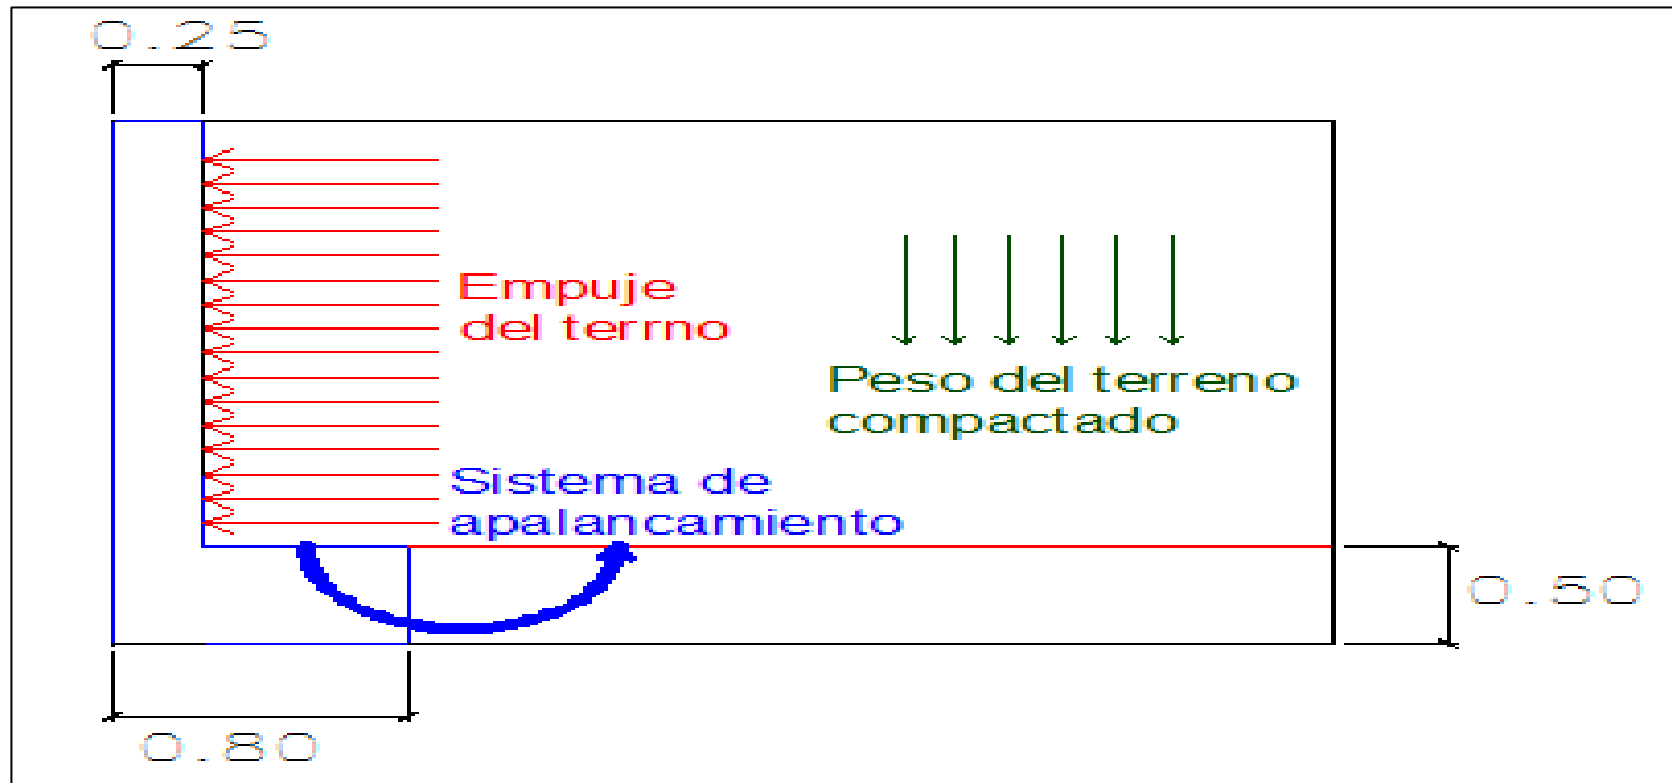 0.25
Empuje
del terrno
Peso del terreno
compactado
Sistema de
apalancamiento
0.50
0.80